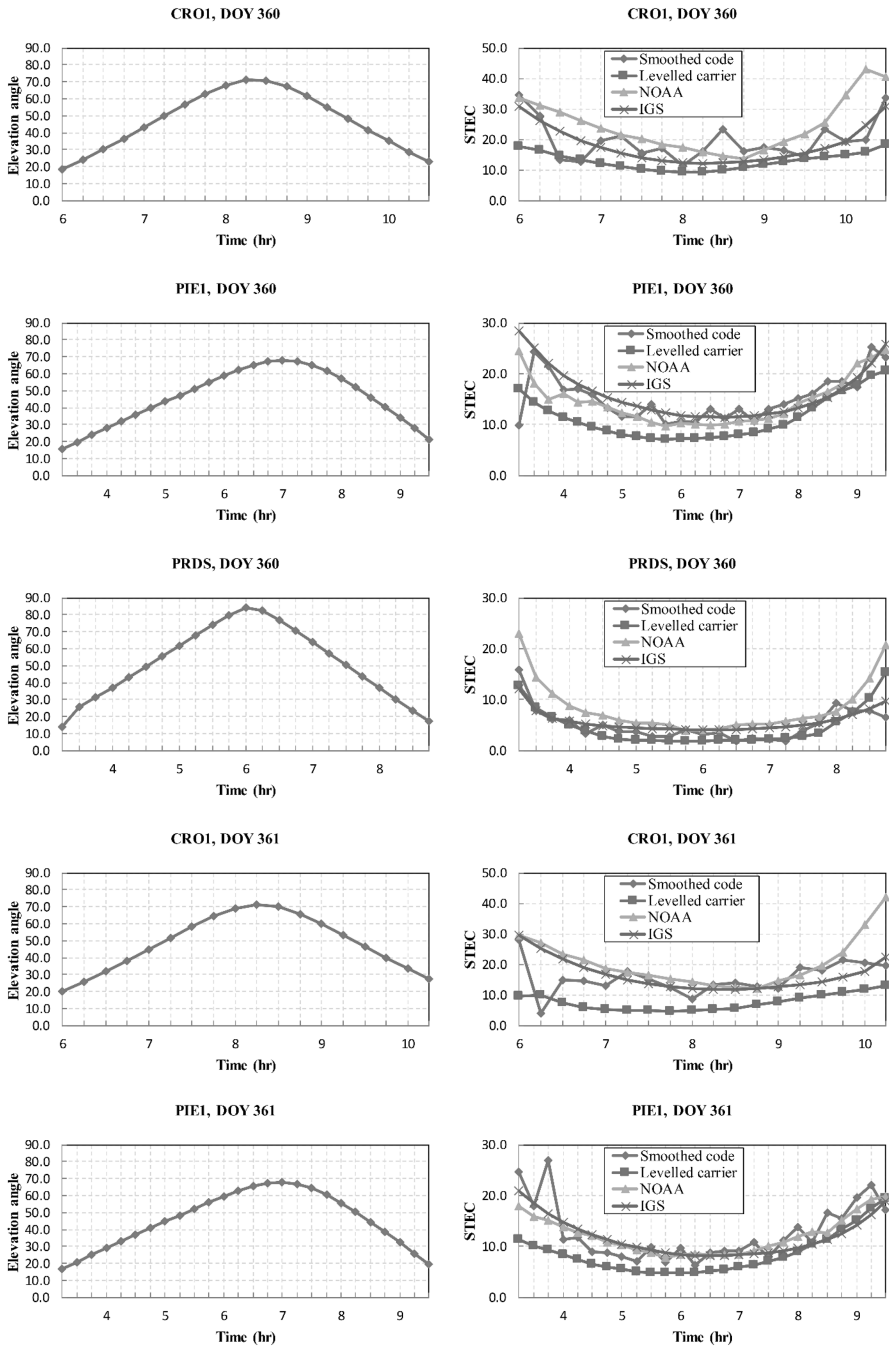 CRO1, DOY 360
90.0
80.0
70.0
60.0
50.0
40.0
30.0
20.0
10.0
0.0
Elevation angle
6 7 8 9 10
Time (hr)
CRO1, DOY 360
50.0
40.0
30.0
20.0
10.0
0.0
STEC
Smoothed code
Levelled carrier
NOAA
IGS
6 7 8 9 10
Time (hr)
PIE1, DOY 360
90.0
80.0
70.0
60.0
50.0
40.0
30.0
20.0
10.0
0.0
Elevation angle
4 5 6 7 8 9
Time (hr)
PIE1, DOY 360
30.0
20.0
10.0
0.0
STEC
Smoothed code
Levelled carrier
NOAA
IGS
4 5 6 7 8 9
Time (hr)
PRDS, DOY 360
90.0
80.0
70.0
60.0
50.0
40.0
30.0
20.0
10.0
0.0
Elevation angle
4 5 6 7 8
Time (hr)
PRDS, DOY 360
30.0
20.0
10.0
0.0
STEC
Smoothed code
Levelled carrier
NOAA
IGS
4 5 6 7 8
Time (hr)
CRO1, DOY 361
90.0
80.0
70.0
60.0
50.0
40.0
30.0
20.0
10.0
0.0
Elevation angle
6 7 8 9 10
Time (hr)
CRO1, DOY 361
50.0
40.0
30.0
20.0
10.0
0.0
STEC
Smoothed code
Levelled carrier
NOAA
IGS
6 7 8 9 10
Time (hr)
PIE1, DOY 361
90.0
80.0
70.0
60.0
50.0
40.0
30.0
20.0
10.0
0.0
Elevation angle
4 5 6 7 8 9
Time (hr)
PIE1, DOY 361
30.0
20.0
10.0
0.0
STEC
Smoothed code
Levelled carrier
NOAA
IGS
4 5 6 7 8 9
Time (hr)